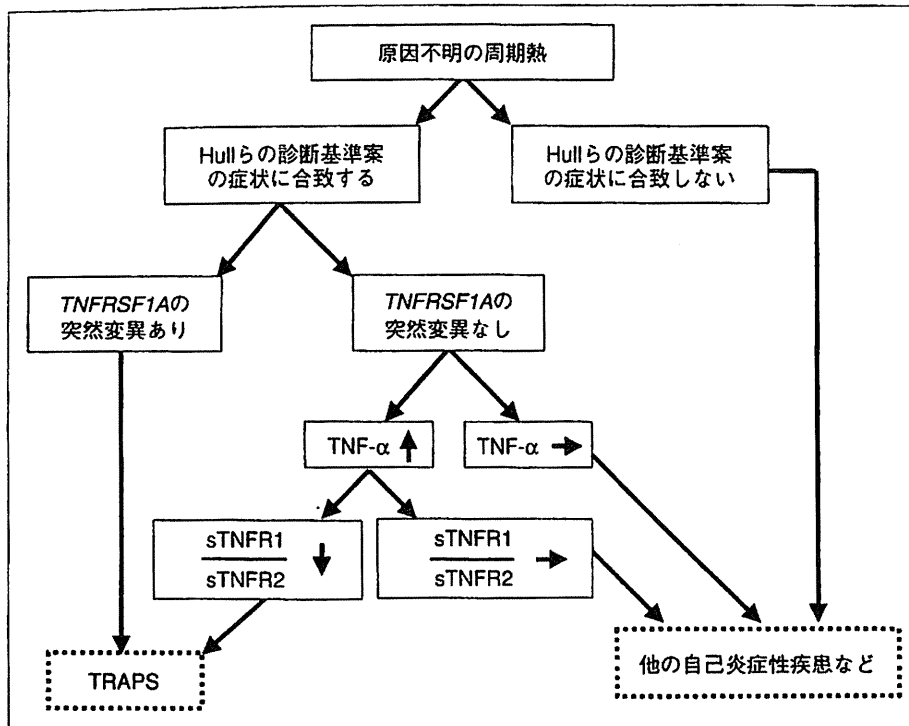 原因不明の周期熱
Hullらの診断基準案
の症状に合致する
Hullらの診断基準案
の症状に合致しない
TNFRSF1Aの
突然変異あり
TNFRSF1Aの
突然変異なし
TNF-α ↑
TNF-α →
sTNFR1
sTNFR2 ↓
sTNFR1
sTNFR2 →
TRAPS
他の自己炎症性疾患など